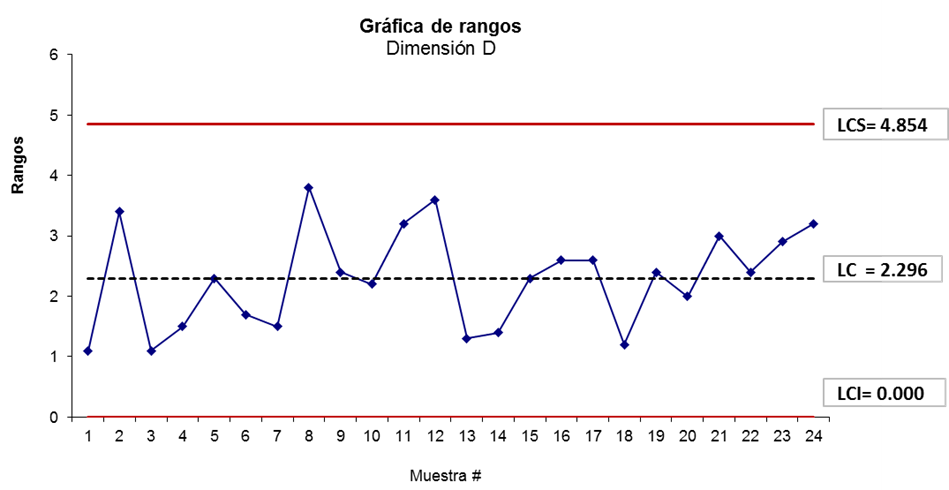 Gráfica de rangos
Dimensión D
6
5
4
3
2
1
0
Rangos
LCS= 4.854
LC = 2.296
LCI= 0.000
1 2 3 4 5 6 7 8 9 10 11 12 13 14 15 16 17 18 19 20 21 22 23 24
Muestra #